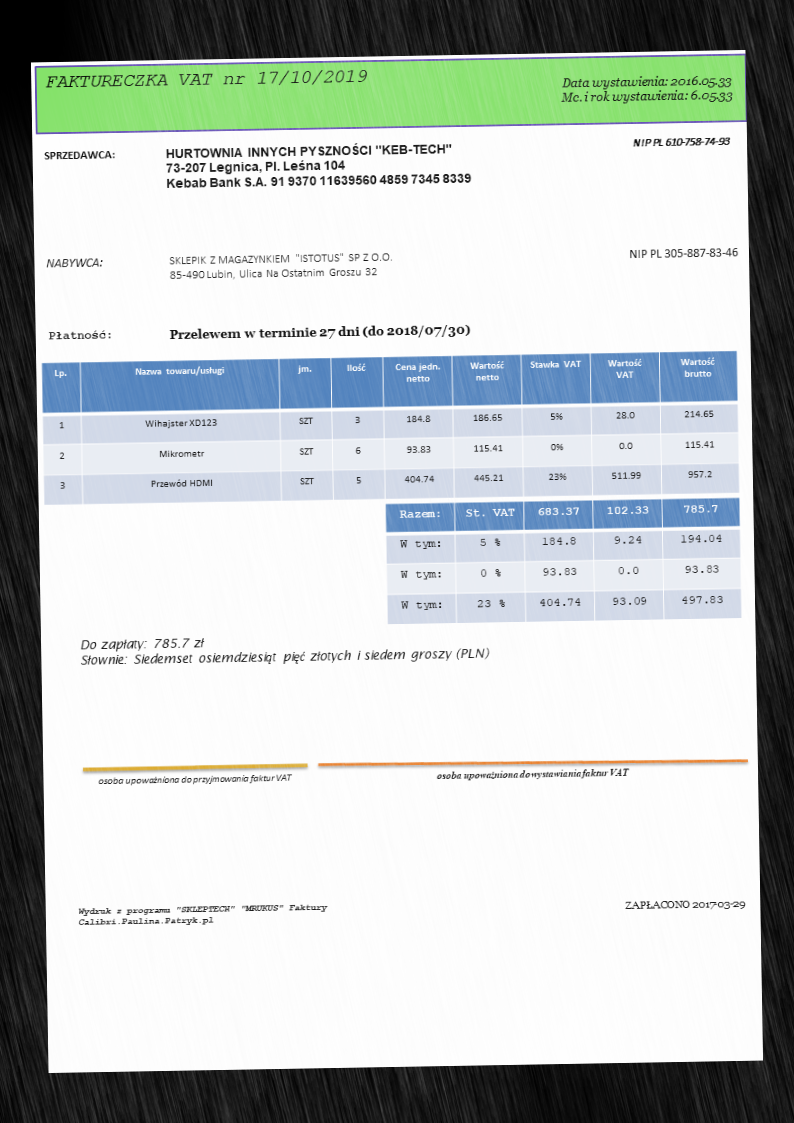 FAKTURECZKA VAT nr 17/10/2019
Data wystawienia: 2016.05.33
Mc. i rok wystawienia: 6.05.33
SPRZEDAWCA:
HURTOWNIA INNYCH PYSZNOŚCI "KEB-TECH"
NIP PL 610-758-74-93
73-207 Legnica, Pl. Leśna 104
Kebab Bank S.A. 91 9370 11639560 4859 7345 8339
NABYWCA:
SKLEPIK Z MAGAZYNKIEM "ISTOTUS" SP Z O.O.
NIP PL 305-887-83-46
85-490 Lubin, Ulica Na Ostatnim Groszu 32
Płatność: Przelewem w terminie 27 dni (do 2018/07/30)
Lp. Nazwa towaru/usługi jm. Ilość Cena jedn. netto Wartość netto Stawka VAT Wartość VAT Wartość brutto
1 Wihajster XD123 SZT 3 184.8 186.65 5% 28.0 214.65
2 Mikrometr SZT 6 93.83 115.41 0% 0.0 115.41
3 Przewód HDMI SZT 5 404.74 445.21 23% 511.99 957.2
Razem: St. VAT 683.37 102.33 785.7
W tym: 5 % 184.8 9.24 194.04
W tym: 0 % 93.83 0.0 93.83
W tym: 23 % 404.74 93.09 497.83
Do zapłaty: 785.7 zł
Słownie: Siedemset osiemdziesiąt pięć złotych i siedem groszy (PLN)
osoba upoważniona do przyjmowania faktur VAT
osoba upoważniona do wystawiania faktur VAT
Wydruk z programu "SKLEPTECH" "MRUKUS" Faktury
Calibri.Paulina.Patryk.pl
ZAPŁACONO 2017-03-29